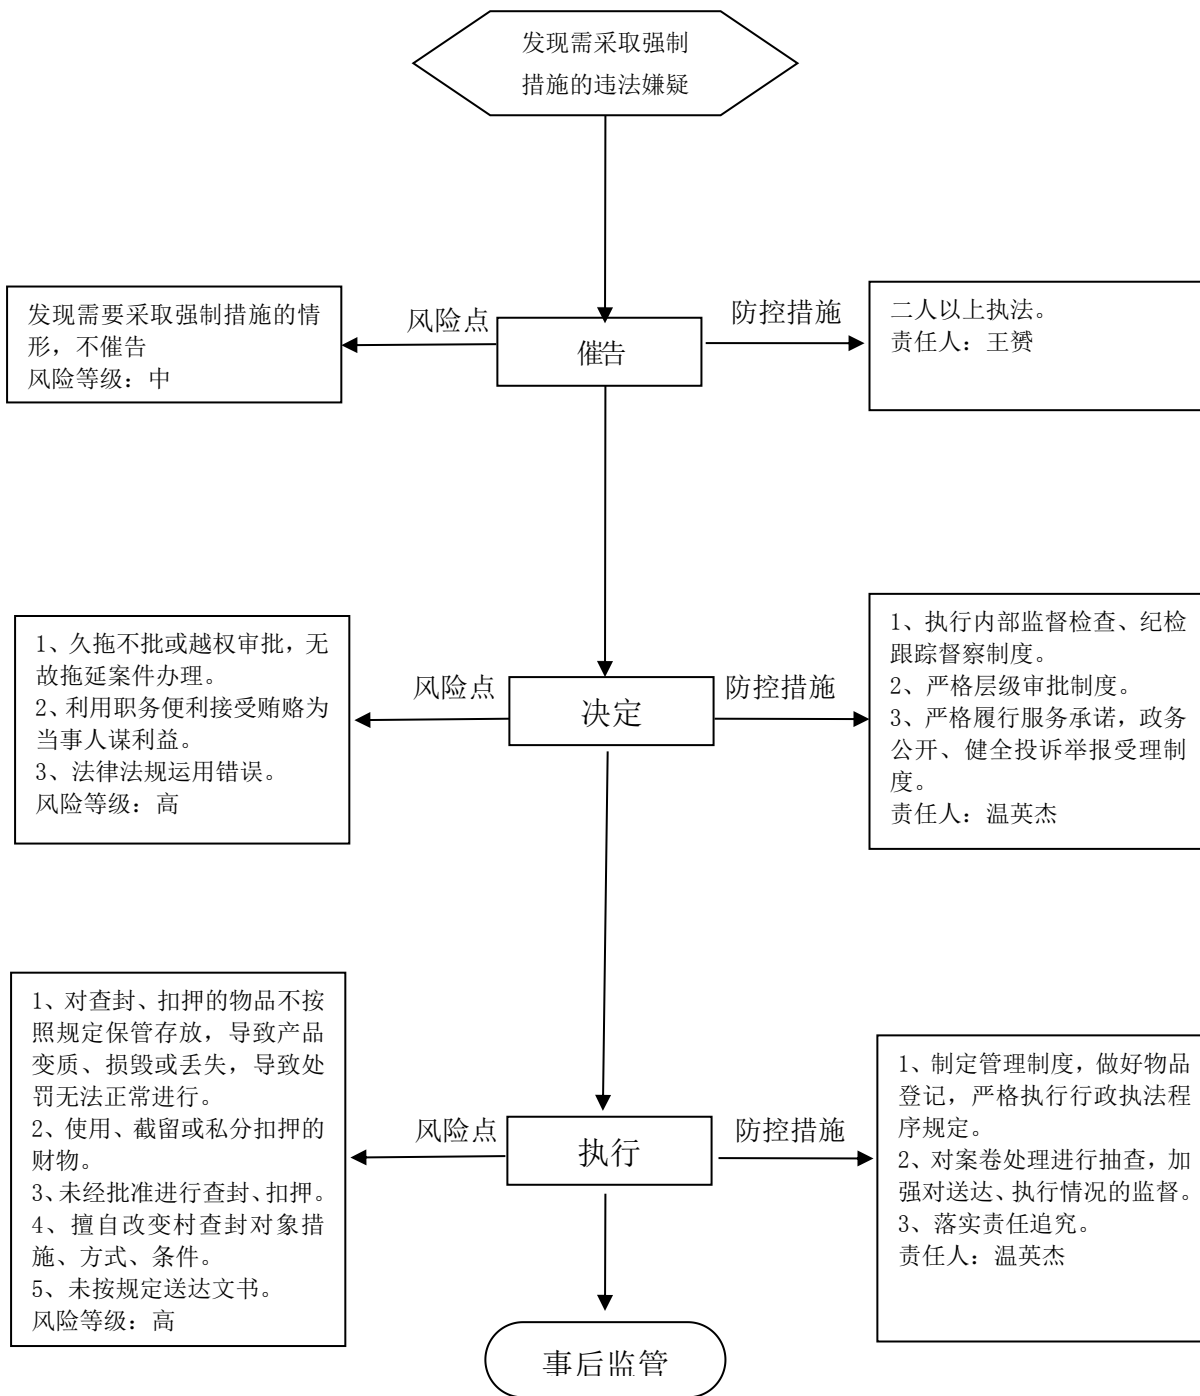 发现需采取强制
措施的违法嫌疑
发现需要采取强制措施的情
形，不催告
风险等级：中
风险点
催告
防控措施
二人以上执法。
责任人：王赟
1、久拖不批或越权审批，无
故拖延案件办理。
2、利用职务便利接受贿赂为
当事人谋利益。
3、法律法规运用错误。
风险等级：高
风险点
决定
防控措施
1、执行内部监督检查、纪检
跟踪督察制度。
2、严格层级审批制度。
3、严格履行服务承诺，政务
公开、健全投诉举报受理制
度。
责任人：温英杰
1、对查封、扣押的物品不按
照规定保管存放，导致产品
变质、损毁或丢失，导致处
罚无法正常进行。
2、使用、截留或私分扣押的
财物。
3、未经批准进行查封、扣押。
4、擅自改变村查封对象措
施、方式、条件。
5、未按规定送达文书。
风险等级：高
风险点
执行
防控措施
1、制定管理制度，做好物品
登记，严格执行行政执法程
序规定。
2、对案卷处理进行抽查，加
强对送达、执行情况的监督。
3、落实责任追究。
责任人：温英杰
事后监管